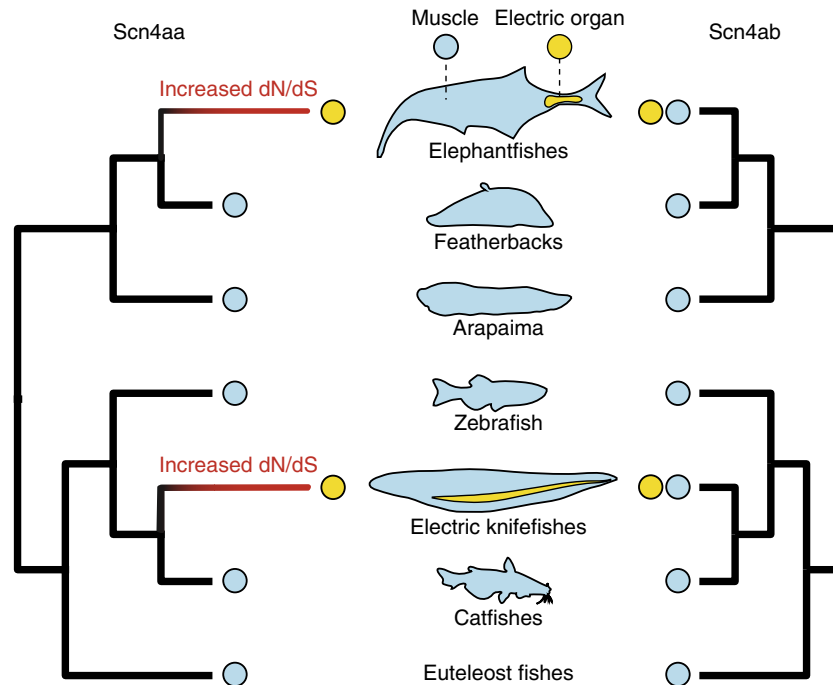 Scn4aa
Muscle
Electric organ
Scn4ab
Increased dN/dS
Elephantfishes
Featherbacks
Arapaima
Zebrafish
Increased dN/dS
Electric knifefishes
Catfishes
Euteleost fishes